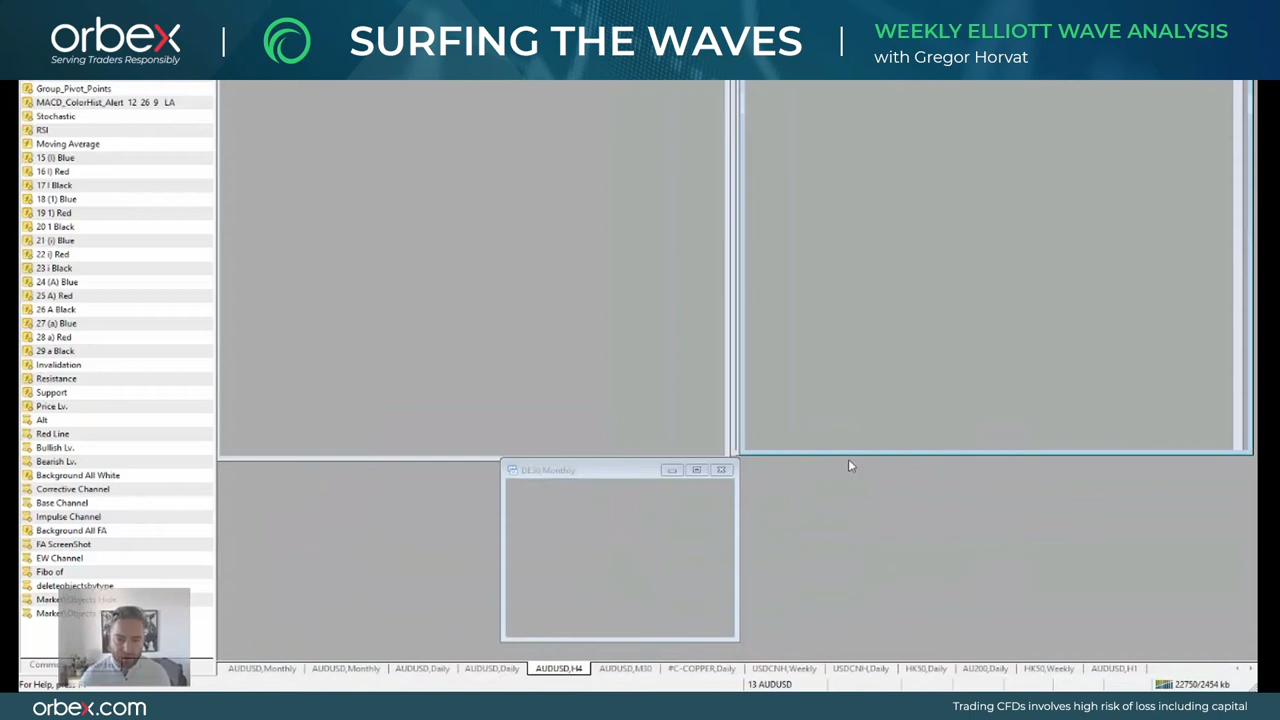 orbex
Serving Traders Responsibly
SURFING THE WAVES
WEEKLY ELLIOTT WAVE ANALYSIS
with Gregor Horvat
Group_Pivot_Points
MACD_ColorHist_Alert 12 26 9 LA
Stochastic
RSI
Moving Average
15 (I) Blue
16 I) Red
17 I Black
18 (1) Blue
19 1) Red
20 1 Black
21 (i) Blue
22 i) Red
23 i Black
24 (A) Blue
25 A) Red
26 A Black
27 (a) Blue
28 a) Red
29 a Black
Invalidation
Resistance
Support
Price Lv.
Alt
Red Line
Bullish Lv.
Bearish Lv.
Background All White
Corrective Channel
Base Channel
Impulse Channel
Background All FA
FA ScreenShot
EW Channel
Fibo of
deleteobjectsbytype
DE30 Monthly
AUDUSD,Monthly
AUDUSD,Monthly
AUDUSD,Daily
AUDUSD,Daily
AUDUSD,H4
AUDUSD,M30
#C-COPPER,Daily
USDCNH,Weekly
USDCNH,Daily
HK50,Daily
AU200,Daily
HK50,Weekly
AUDUSD,H1
For Help, press
13 AUDUSD
22750/2454 kb
orbex.com
Trading CFDs involves high risk of loss including capital